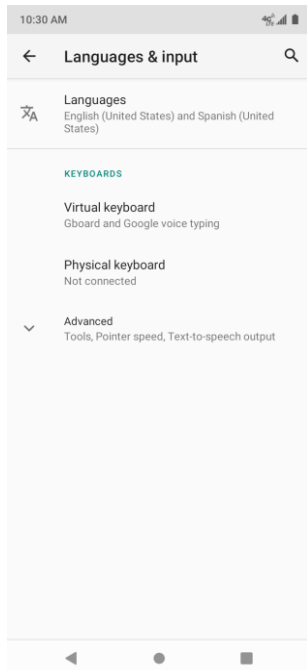 10:30 AM
Languages & input
Languages
English (United States) and Spanish (United
States)
KEYBOARDS
Virtual keyboard
Gboard and Google voice typing
Physical keyboard
Not connected
Advanced
Tools, Pointer speed, Text-to-speech output